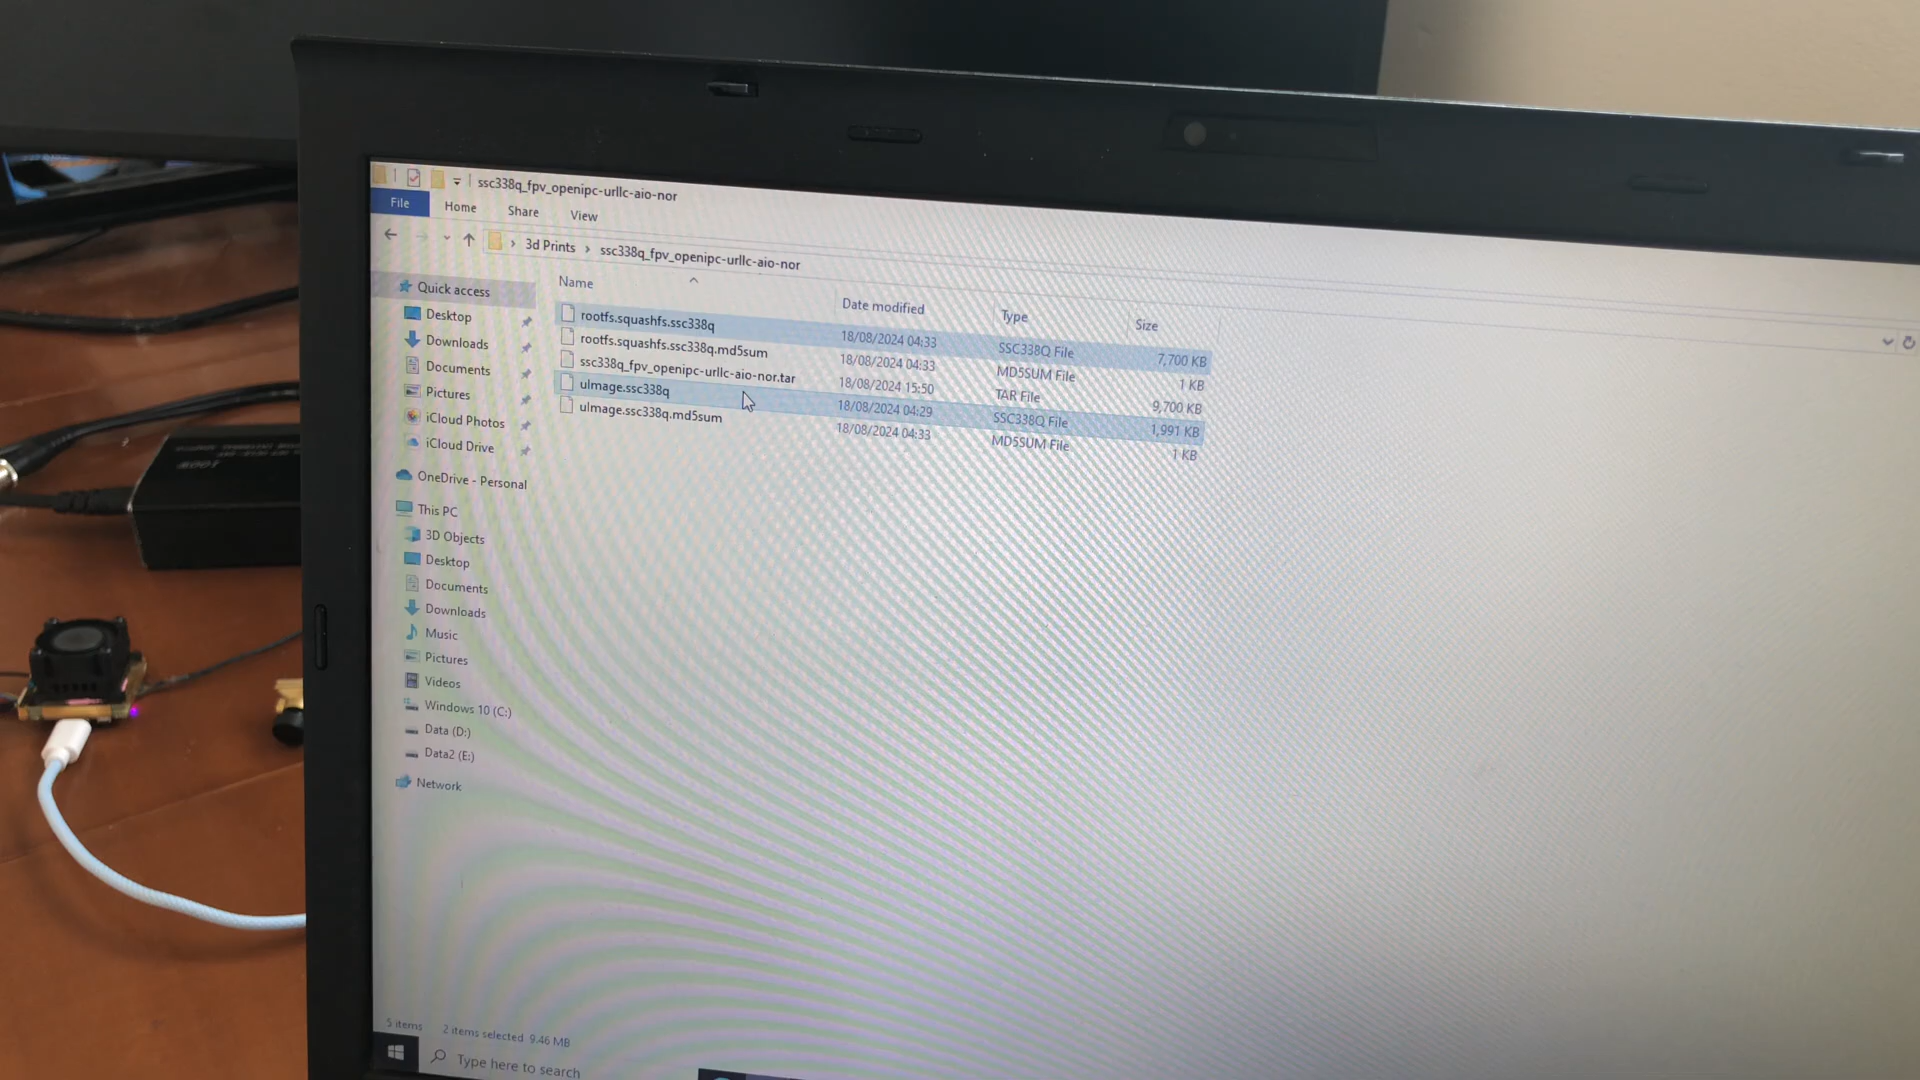 ssc338q_fpv_openipc-urllc-aio-nor
File Home Share View
3d Prints › ssc338q_fpv_openipc-urllc-aio-nor
Name Date modified Type Size
rootfs.squashfs.ssc338q 18/08/2024 04:33 SSC338Q File 7,700 KB
rootfs.squashfs.ssc338q.md5sum 18/08/2024 04:33 MD5SUM File 1 KB
ssc338q_fpv_openipc-urllc-aio-nor.tar 18/08/2024 15:50 TAR File 9,700 KB
uImage.ssc338q 18/08/2024 04:29 SSC338Q File 1,991 KB
uImage.ssc338q.md5sum 18/08/2024 04:33 MD5SUM File 1 KB
Quick access
Desktop
Downloads
Documents
Pictures
iCloud Photos
iCloud Drive
OneDrive - Personal
This PC
3D Objects
Desktop
Documents
Downloads
Music
Pictures
Videos
Windows 10 (C:)
Data (D:)
Data2 (E:)
Network
5 items 2 items selected 9.46 MB
Type here to search